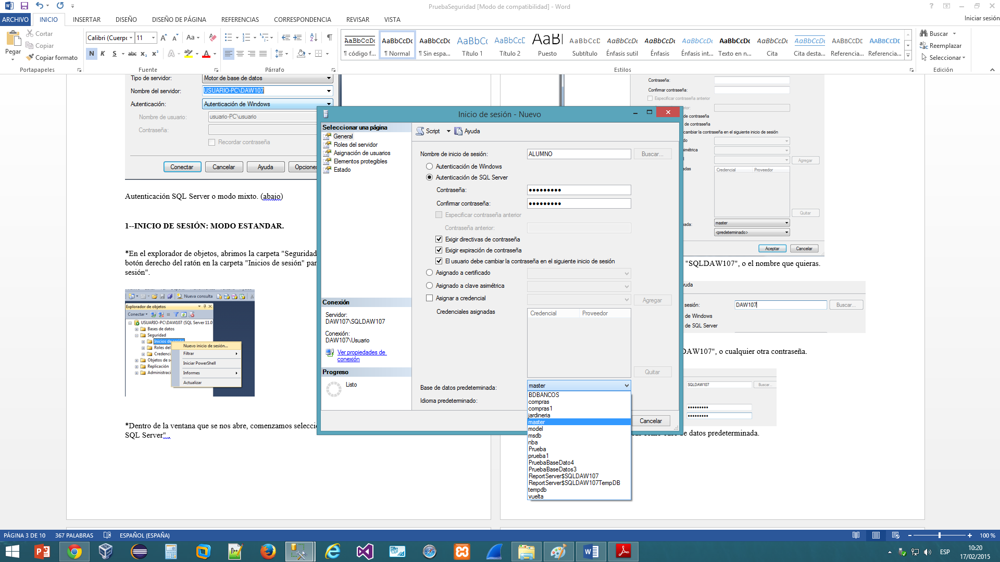 PruebaSeguridad [Modo de compatibilidad] - Word
ARCHIVO INICIO INSERTAR DISEÑO DISEÑO DE PÁGINA REFERENCIAS CORRESPONDENCIA REVISAR VISTA
Iniciar sesión
Pegar
Cortar
Copiar
Copiar formato
Portapapeles
Calibri (Cuerpo 11
N K S abc x₂ x²
Fuente
Párrafo
AaBbCcDc AaBbCcDc AaBbCcDc AaBbCc AaBbCcD AaBl AaBbCcD AaBbCcDc AaBbCcDc AaBbCcDc AaBbCcDc AaBbCcDc AaBbCcDc AaBbCcDc AaBbCcDc
¶ código f... ¶ Normal ¶ Sin espa... Título 1 Título 2 Puesto Subtítulo Énfasis sutil Énfasis Énfasis int... Texto en n... Cita Cita desta... Referencia... Referencia...
Estilos
Buscar
Reemplazar
Seleccionar
Edición
Tipo de servidor: Motor de base de datos
Nombre del servidor: USUARIO-PC\DAW107
Autenticación: Autenticación de Windows
Nombre de usuario: usuario-PC\usuario
Contraseña:
Recordar contraseña
Conectar Cancelar Ayuda Opciones
Autenticación SQL Server o modo mixto. (abajo)
1--INICIO DE SESIÓN: MODO ESTANDAR.
*En el explorador de objetos, abrimos la carpeta "Seguridad
botón derecho del ratón en la carpeta "Inicios de sesión" par
sesión".
Nueva consulta
Explorador de objetos
Conectar
USUARIO-PC\DAW107 (SQL Server 11.0
Bases de datos
Seguridad
Inicios de sesión
Roles del
Credenci
Objetos de s
Replicación
Administraci
Nuevo inicio de sesión...
Filtrar
Iniciar PowerShell
Informes
Actualizar
*Dentro de la ventana que se nos abre, comenzamos selecci
SQL Server"..
Inicio de sesión - Nuevo
Seleccionar una página
General
Roles del servidor
Asignación de usuarios
Elementos protegibles
Estado
Conexión
Servidor:
DAW107\SQLDAW107
Conexión:
DAW107\Usuario
Ver propiedades de
conexión
Progreso
Listo
Script Ayuda
Nombre de inicio de sesión: ALUMNO Buscar...
Autenticación de Windows
Autenticación de SQL Server
Contraseña: ●●●●●●●●●
Confirmar contraseña: ●●●●●●●●●
Especificar contraseña anterior
Contraseña anterior:
Exigir directivas de contraseña
Exigir expiración de contraseña
El usuario debe cambiar la contraseña en el siguiente inicio de sesión
Asignado a certificado
Asignado a clave asimétrica
Asignar a credencial Agregar
Credenciales asignadas Credencial Proveedor
Quitar
Base de datos predeterminada: master
Idioma predeterminado:
BDBANCOS
compras
compras1
jardineria
master
model
msdb
nba
Prueba
prueba1
PruebaBaseDato4
PruebaBaseDatos3
ReportServer$SQLDAW107
ReportServer$SQLDAW107TempDB
tempdb
vuelta
Cancelar
Contraseña:
Confirmar contraseña:
Especificar contraseña anterior
ior:
de contraseña
de contraseña
cambiar la contraseña en el siguiente inicio de sesión
do
imétrica
l Agregar
adas Credencial Proveedor
Quitar
ada: master
<predeterminado>
Aceptar Cancelar
"SQLDAW107", o el nombre que quieras.
yuda
sesión: DAW107 Buscar...
de Windows
de SQL Server
DAW107", o cualquier otra contraseña.
SQLDAW107 Buscar...
●●●●●●●●●
●●●●●●●●●
de datos predeterminada.
PÁGINA 3 DE 10 367 PALABRAS ESPAÑOL (ESPAÑA) 100 %
ESP
10:20
17/02/2015